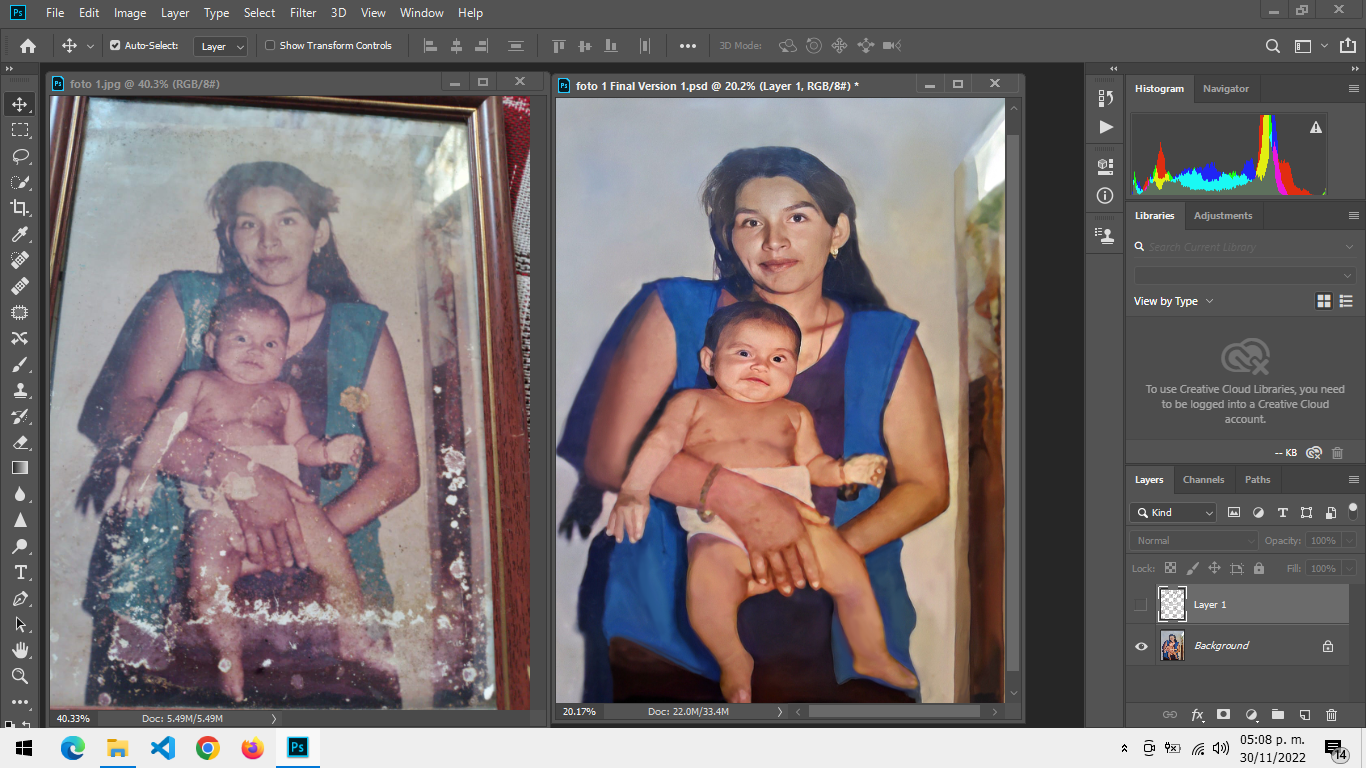 Ps File Edit Image Layer Type Select Filter 3D View Window Help
Auto-Select: Layer Show Transform Controls 3D Mode:
Ps foto 1.jpg @ 40.3% (RGB/8#)
Ps foto 1 Final Version 1.psd @ 20.2% (Layer 1, RGB/8#) *
Histogram Navigator
Libraries Adjustments
Search Current Library
View by Type
To use Creative Cloud Libraries, you need
to be logged into a Creative Cloud
account.
-- KB
Layers Channels Paths
Kind
Normal Opacity: 100%
Lock: Fill: 100%
Layer 1
Background
fx
40.33% Doc: 5.49M/5.49M
20.17% Doc: 22.0M/33.4M
Ps
05:08 p. m.
30/11/2022
14